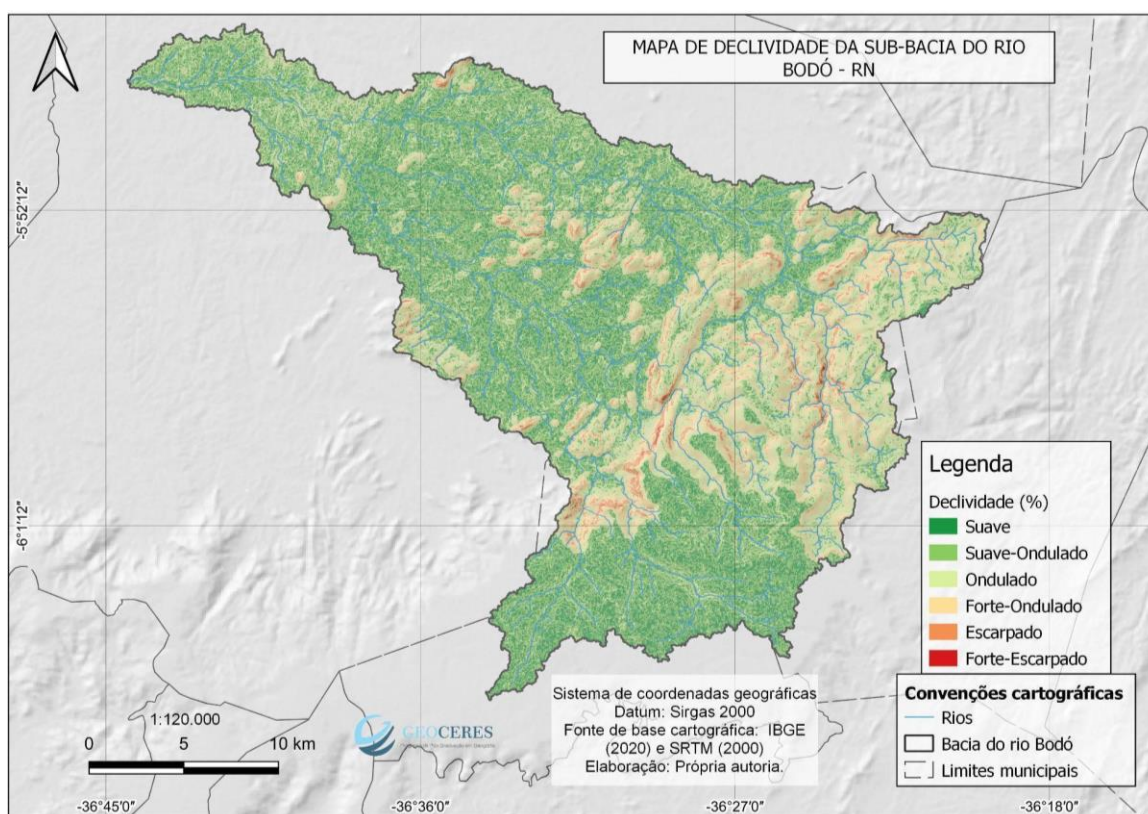 MAPA DE DECLIVIDADE DA SUB-BACIA DO RIO
BODÓ - RN
-5°52'12"
-6°1'12"
Legenda
Declividade (%)
Suave
Suave-Ondulado
Ondulado
Forte-Ondulado
Escarpado
Forte-Escarpado
Convenções cartográficas
Rios
Bacia do rio Bodó
Limites municipais
Sistema de coordenadas geográficas
Datum: Sirgas 2000
Fonte de base cartográfica: IBGE
(2020) e SRTM (2000)
Elaboração: Própria autoria.
GEOCERES
1:120.000
0 5 10 km
-36°45'0" -36°36'0" -36°27'0" -36°18'0"